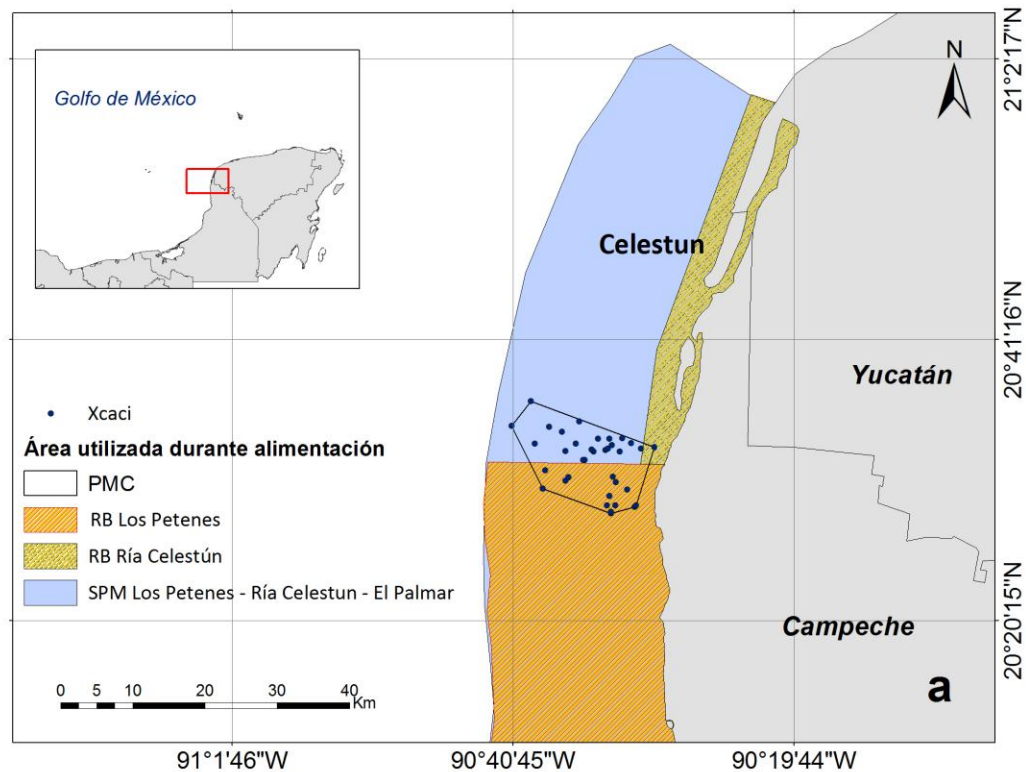 Golfo de México
N
21°2'17"N
Celestun
20°41'16"N
Yucatán
Xcaci
Área utilizada durante alimentación
PMC
RB Los Petenes
RB Ría Celestún
SPM Los Petenes - Ría Celestun - El Palmar
20°20'15"N
Campeche
a
0 5 10 20 30 40
Km
91°1'46"W 90°40'45"W 90°19'44"W